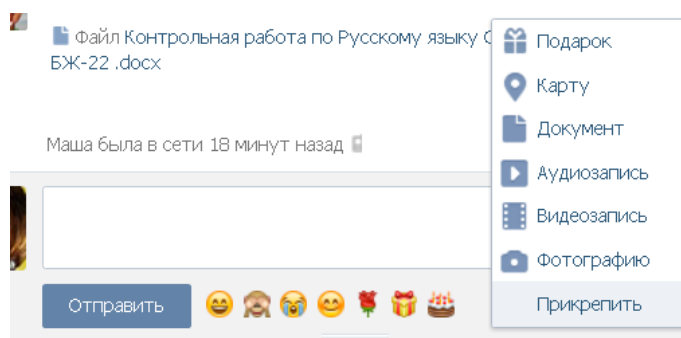 Файл Контрольная работа по Русскому языку
БЖ-22 .docx
Маша была в сети 18 минут назад
Отправить
Подарок
Карту
Документ
Аудиозапись
Видеозапись
Фотографию
Прикрепить